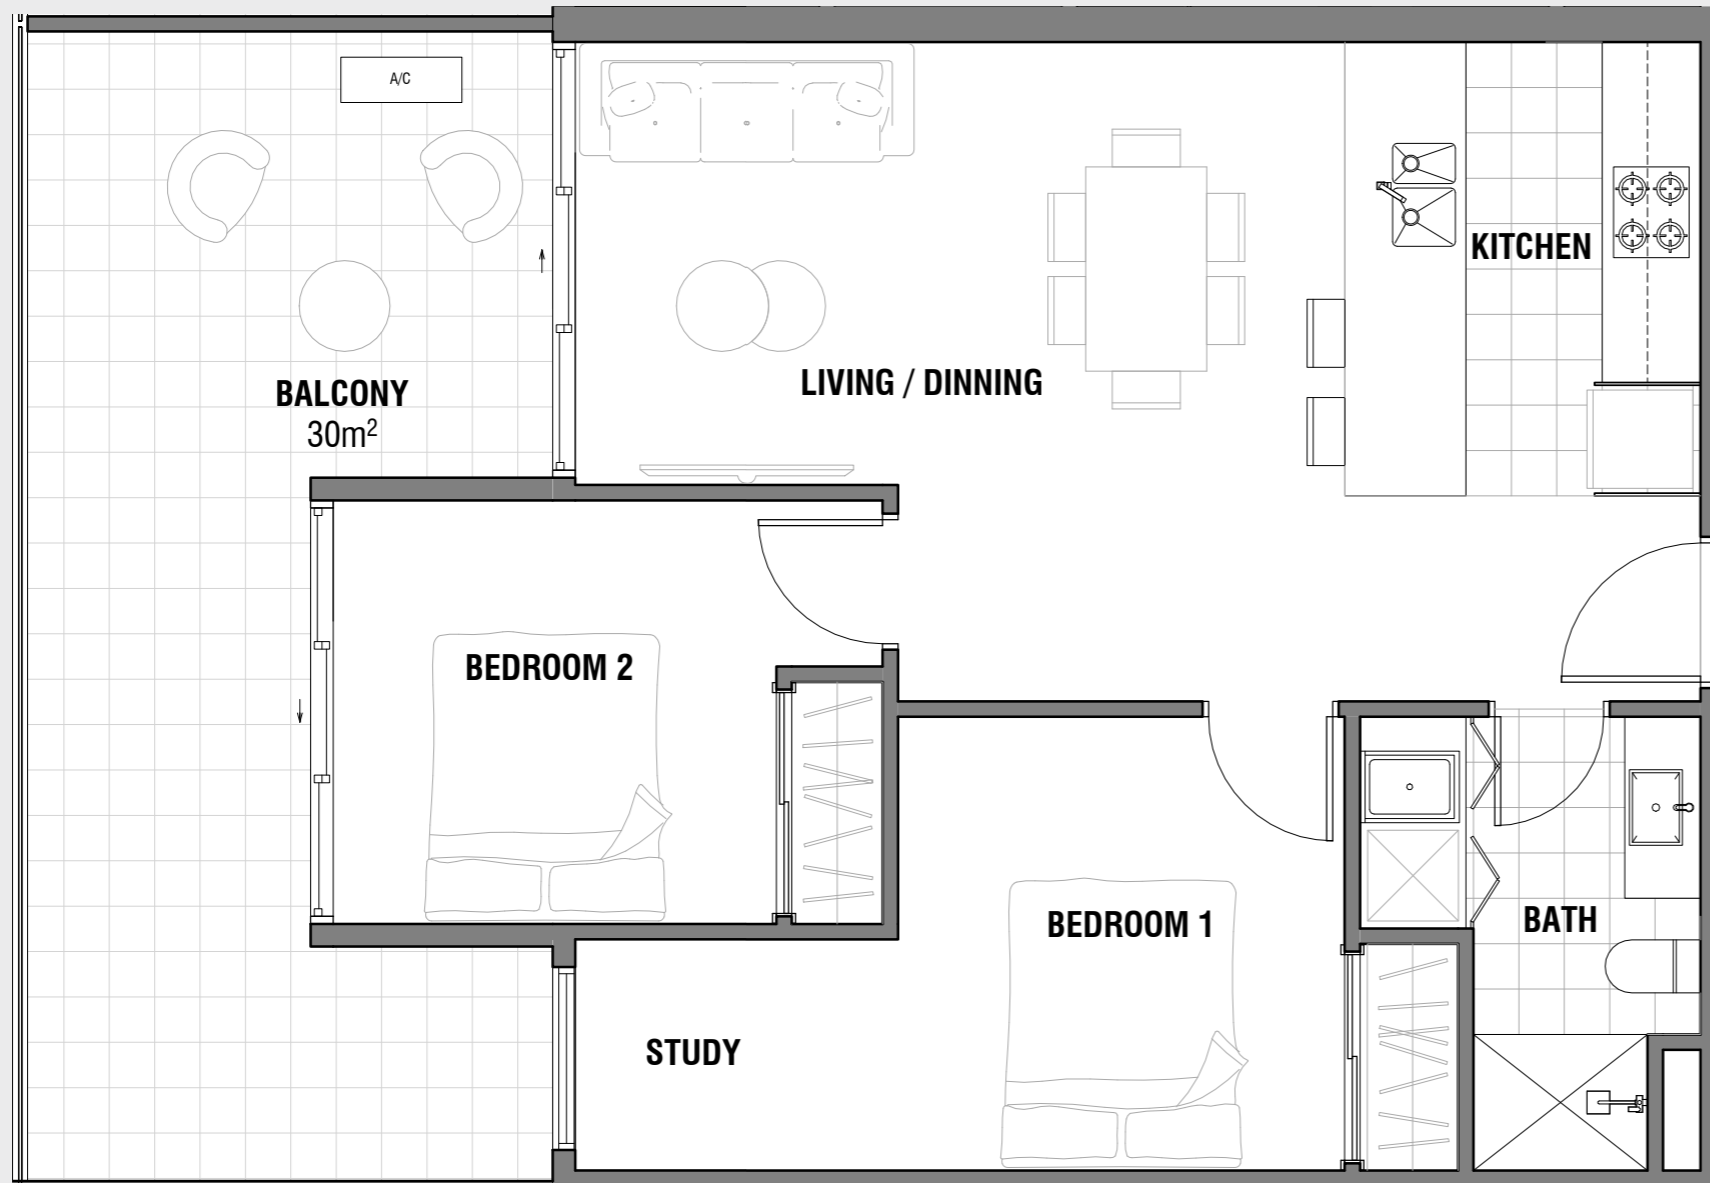 A/C
KITCHEN
LIVING / DINNING
BALCONY
30m²
BEDROOM 2
BEDROOM 1
BATH
STUDY